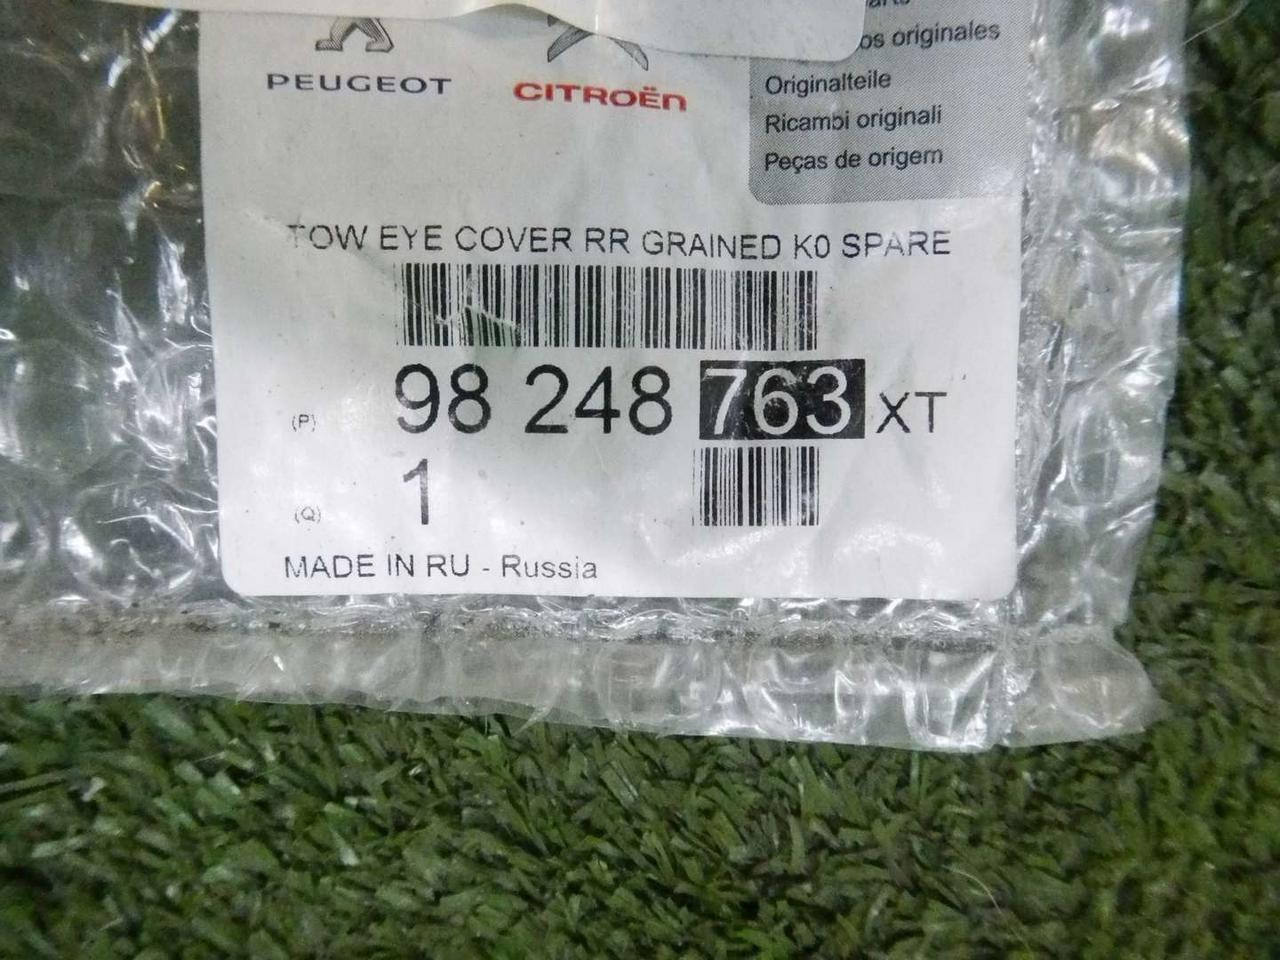 os originales
Originalteile
Ricambi originali
Peças de origem
PEUGEOT
CITROËN
TOW EYE COVER RR GRAINED K0 SPARE
(P) 98 248 763 XT
(Q) 1
MADE IN RU - Russia